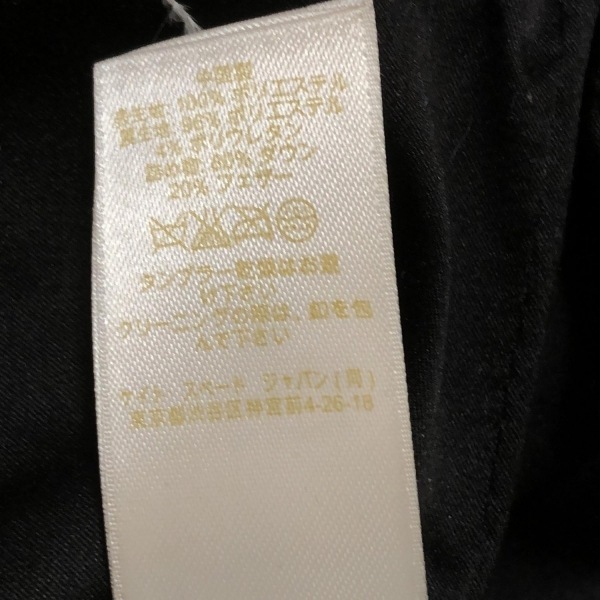 中国製
表生地: 100% ポリエステル
裏生地: 96% ポリエステル
4% ポリウレタン
詰め物: 80% ダウン
20% フェザー
タンブラー乾燥はお避
け下さい
クリーニングの際は、釦を包
んで下さい
ケイト スペード ジャパン(同)
東京都渋谷区神宮前4-26-18